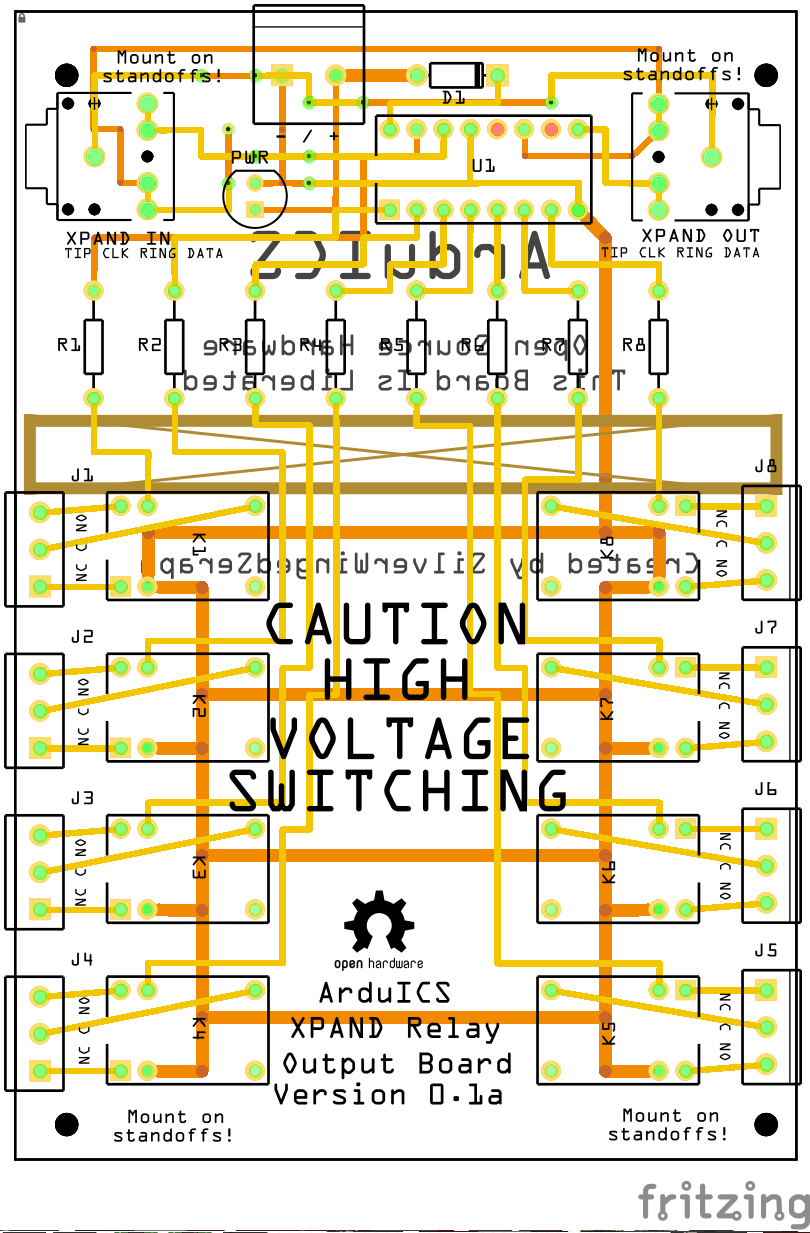 Mount on
standoffs!
Mount on
standoffs!
D1
- / +
PWR
U1
XPAND IN
TIP CLK RING DATA
XPAND OUT
TIP CLK RING DATA
ArduICS
R1 R2 R3 R4 R5 R6 R7 R8
Open Source Hardware
This Board Is Liberated
J1
J8
NC C NO
K1
K8
NC C NO
Created by SilverWingedSeraph
CAUTION
HIGH
VOLTAGE
SWITCHING
J2
J7
NC C NO
K2
K7
NC C NO
J3
J6
NC C NO
K3
K6
NC C NO
open hardware
J4
J5
NC C NO
K4
K5
NC C NO
ArduICS
XPAND Relay
Output Board
Version 0.1a
Mount on
standoffs!
Mount on
standoffs!
fritzing